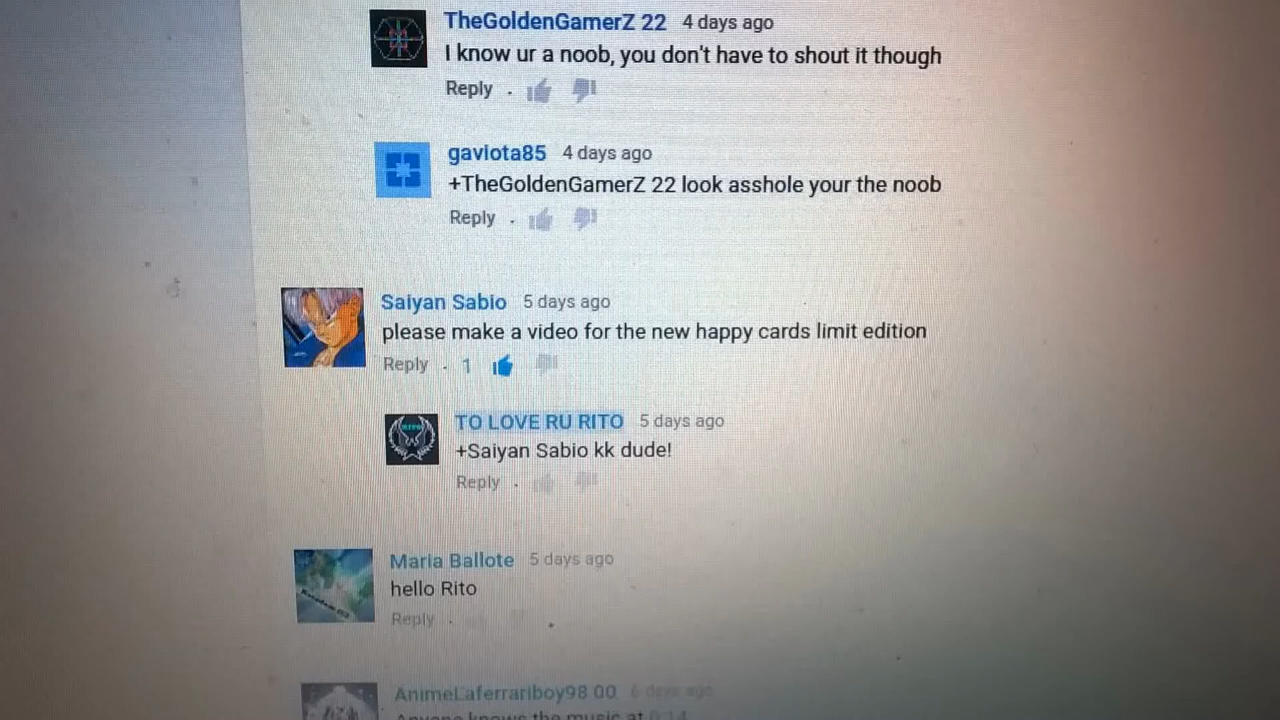 TheGoldenGamerZ 22 4 days ago
I know ur a noob, you don't have to shout it though
Reply .
gaviota85 4 days ago
+TheGoldenGamerZ 22 look asshole your the noob
Reply .
Saiyan Sabio 5 days ago
please make a video for the new happy cards limit edition
Reply . 1
TO LOVE RU RITO 5 days ago
+Saiyan Sabio kk dude!
Reply .
Maria Ballote 5 days ago
hello Rito
Reply .
AnimeLaferrariboy98 00 6 days ago
Anyone knows the music at 0:14